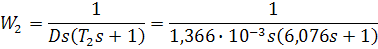 W₂ = 1 / Ds(T₂s + 1) = 1 / 1,366 · 10⁻³s(6,076s + 1)